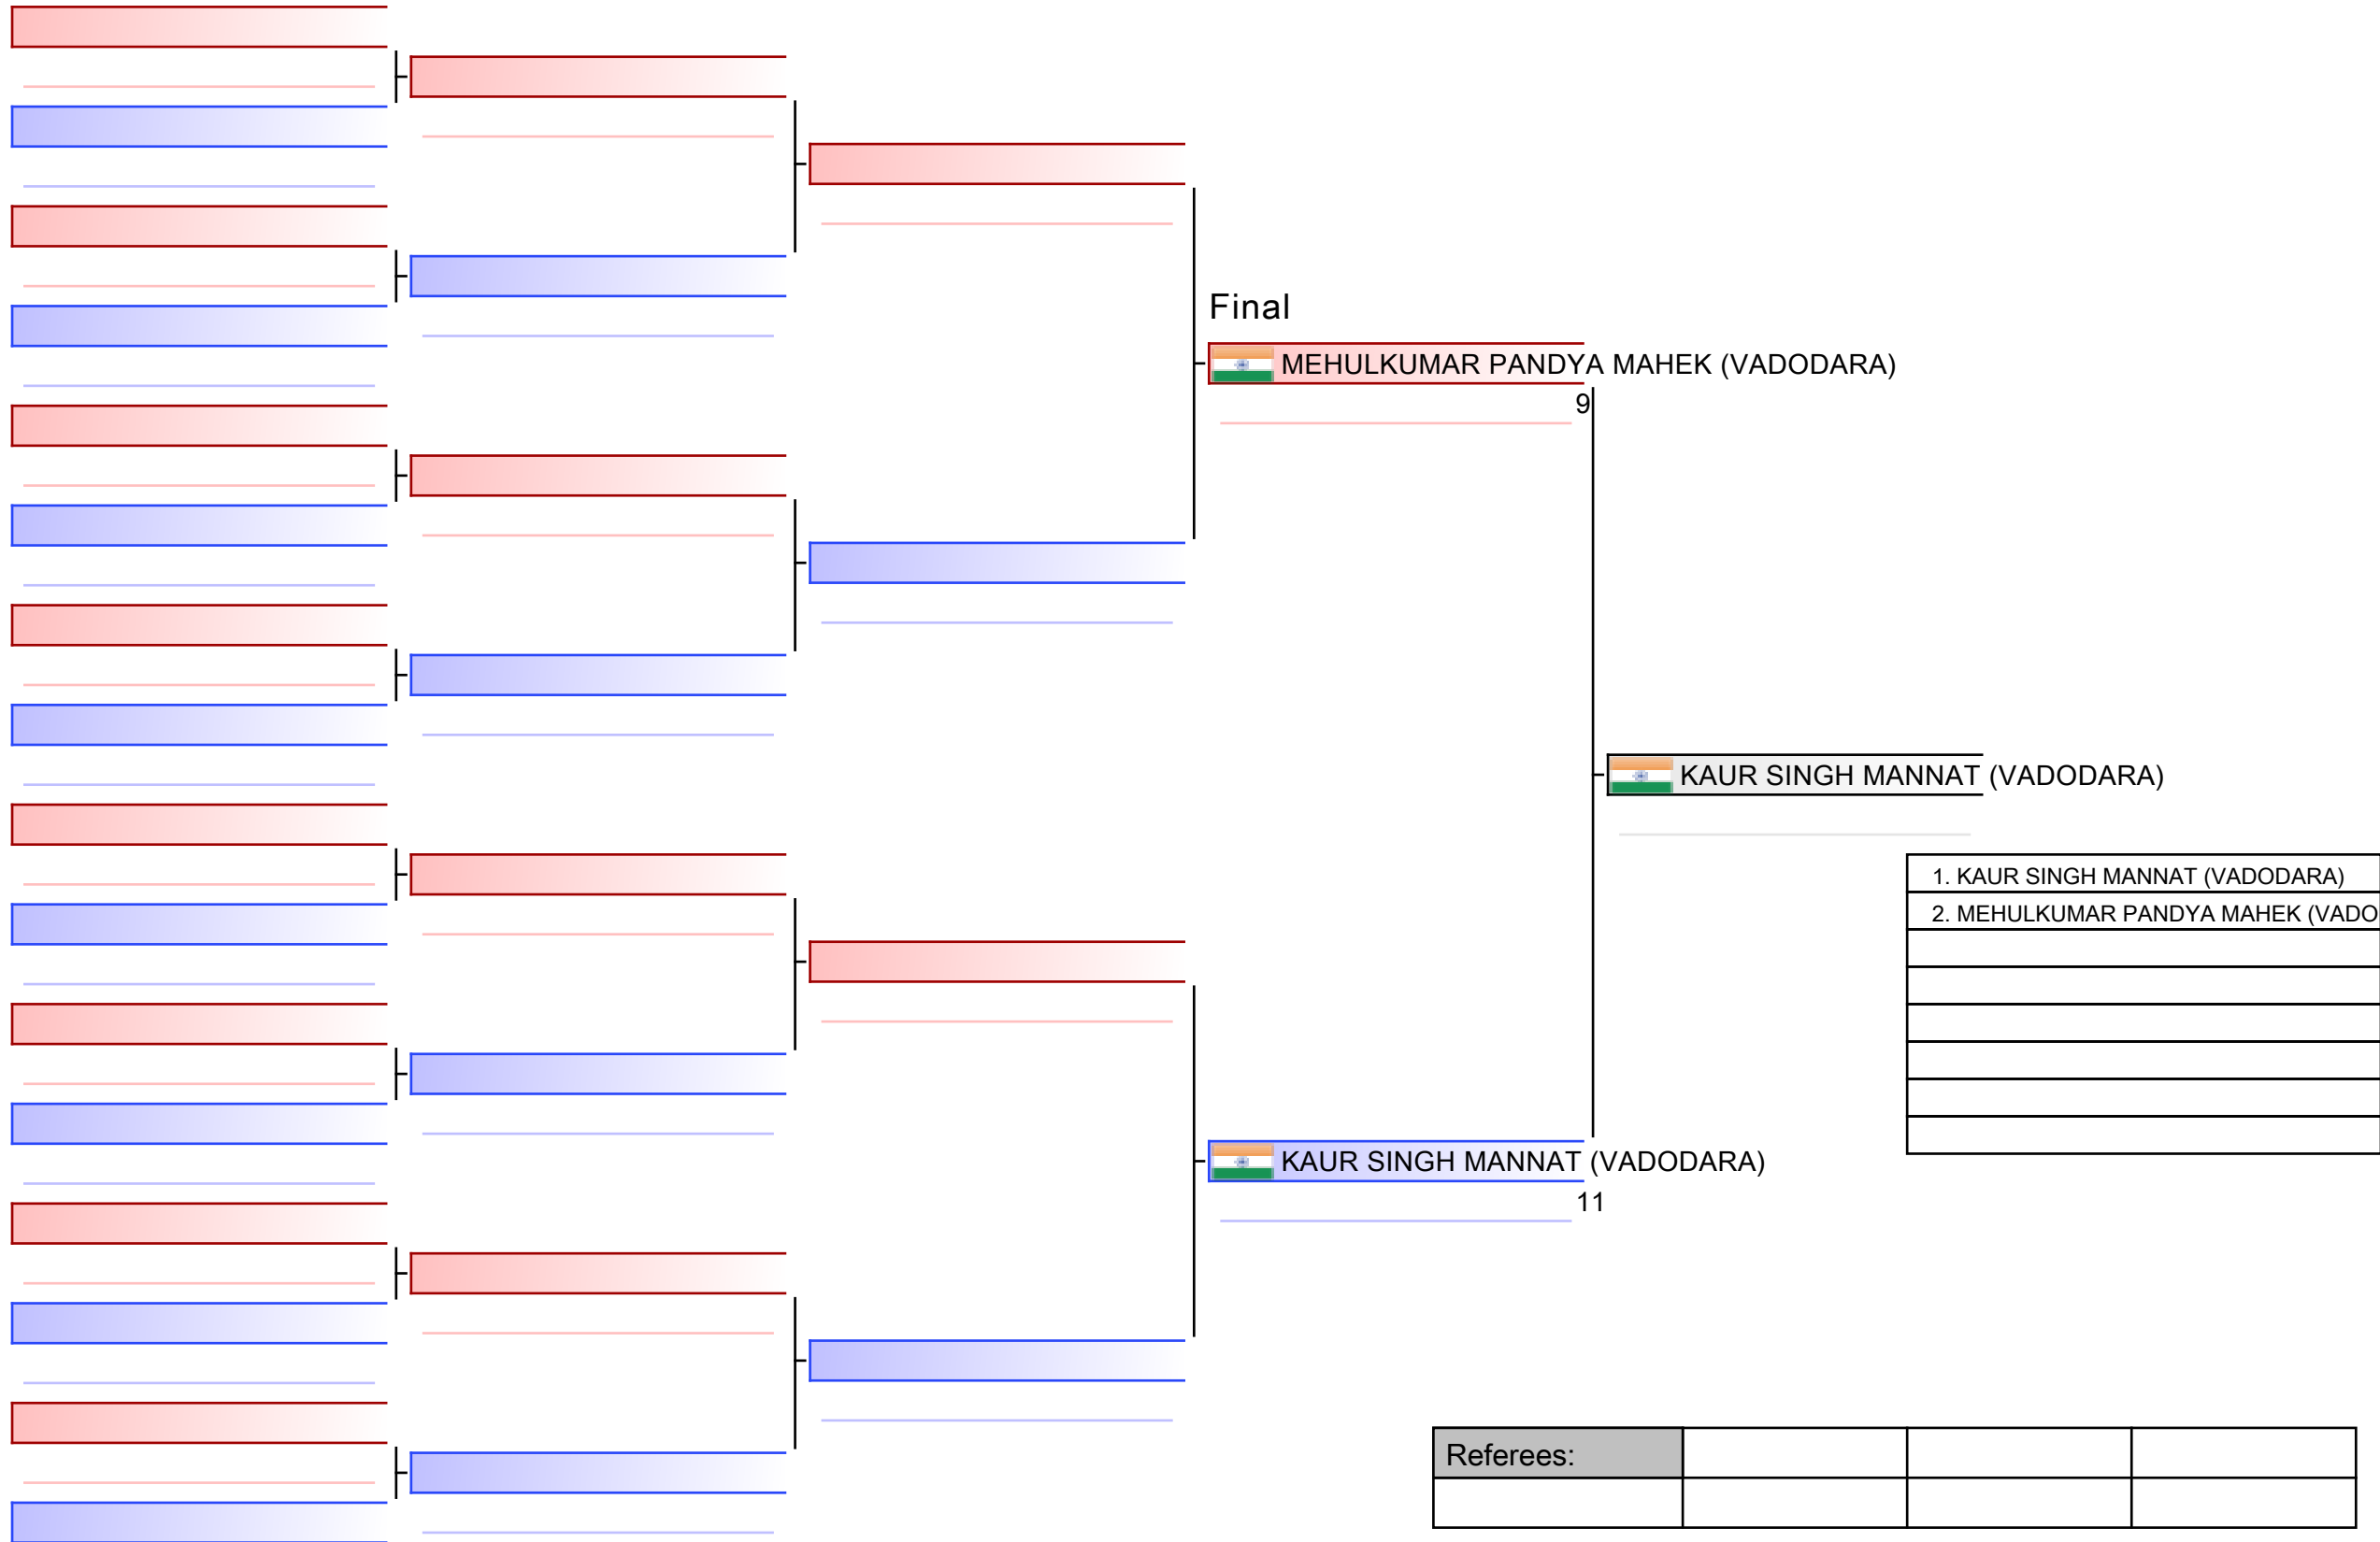 Final
MEHULKUMAR PANDYA MAHEK (VADODARA)
9
KAUR SINGH MANNAT (VADODARA)
1. KAUR SINGH MANNAT (VADODARA)
2. MEHULKUMAR PANDYA MAHEK (VADO
KAUR SINGH MANNAT (VADODARA)
11
Referees: